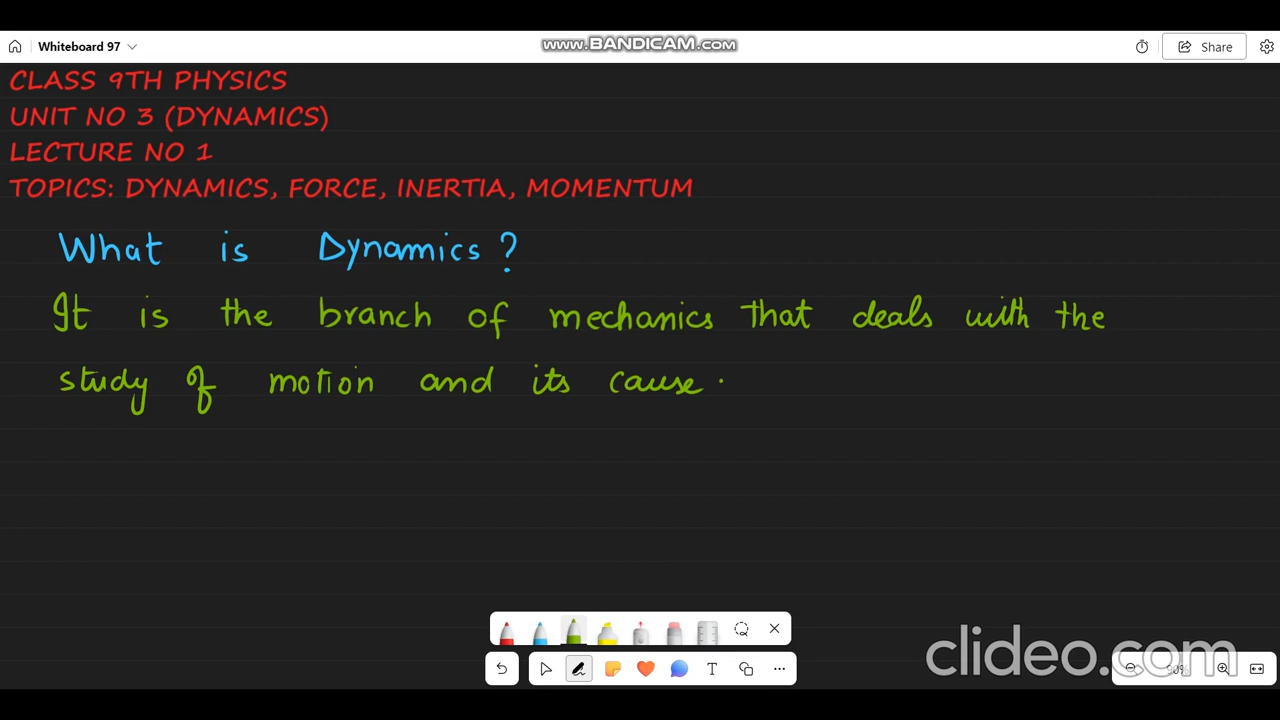 www.BANDICAM.com
Whiteboard 97
Share
CLASS 9TH PHYSICS
UNIT NO 3 (DYNAMICS)
LECTURE NO 1
TOPICS: DYNAMICS, FORCE, INERTIA, MOMENTUM
What is Dynamics?
It is the branch of mechanics that deals with the
study of motion and its cause.
T
clideo.com
90%